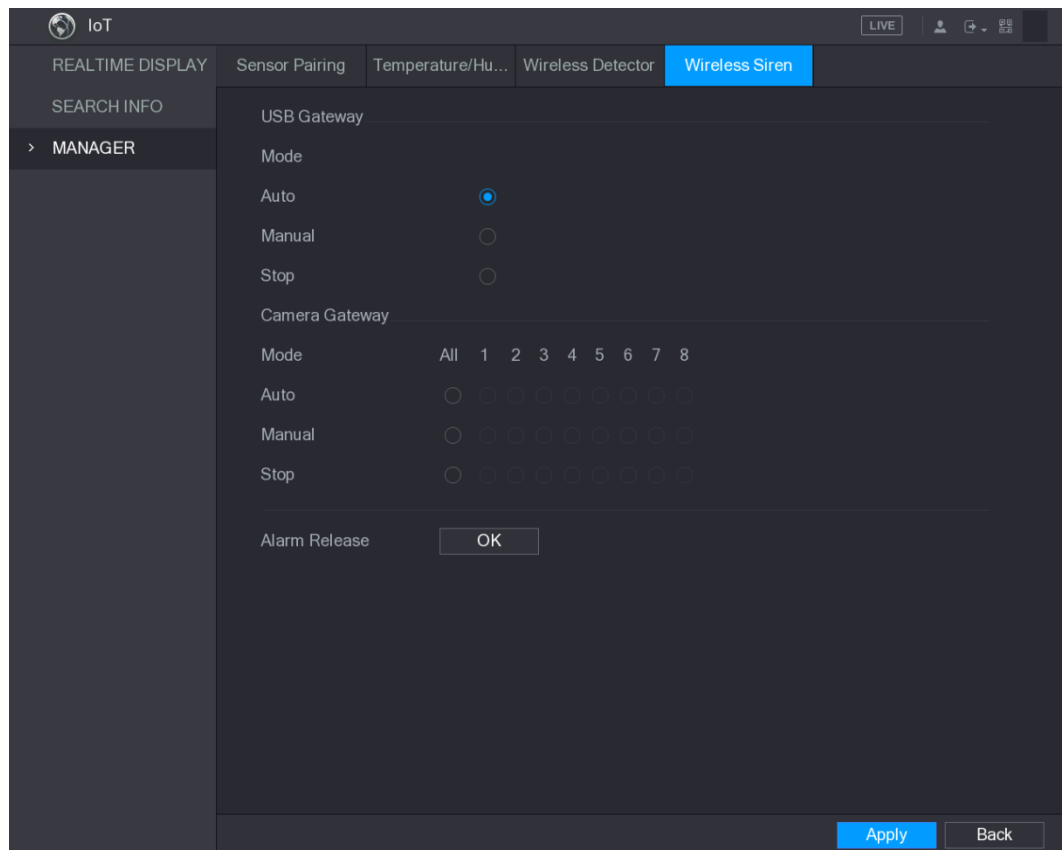 IoT LIVE
REALTIME DISPLAY
SEARCH INFO
MANAGER
Sensor Pairing Temperature/Hu... Wireless Detector Wireless Siren
USB Gateway
Mode
Auto
Manual
Stop
Camera Gateway
Mode All 1 2 3 4 5 6 7 8
Auto
Manual
Stop
Alarm Release OK
Apply Back